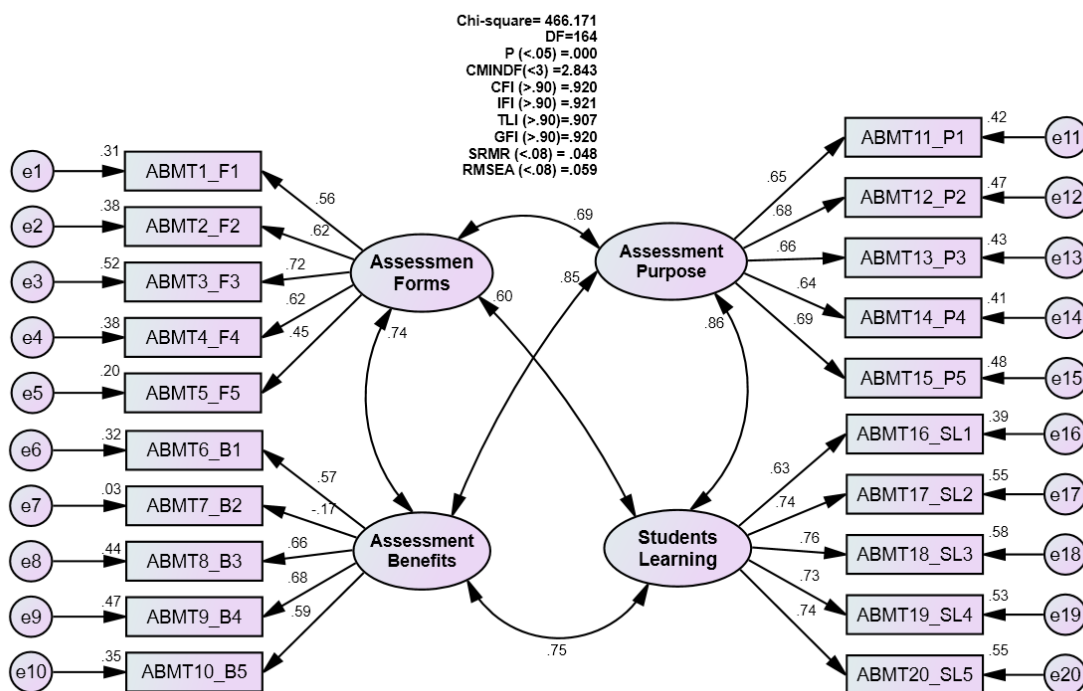 Chi-square= 466.171
DF=164
P (<.05) =.000
CMINDF(<3) =2.843
CFI (>.90) =.920
IFI (>.90) =.921
TLI (>.90)=.907
GFI (>.90)=.920
SRMR (<.08) = .048
RMSEA (<.08) =.059
e1
.31
ABMT1_F1
.56
e2
.38
ABMT2_F2
.62
e3
.52
ABMT3_F3
.72
e4
.38
ABMT4_F4
.62
e5
.20
ABMT5_F5
.45
e6
.32
ABMT6_B1
.57
e7
.03
ABMT7_B2
-.17
e8
.44
ABMT8_B3
.66
e9
.47
ABMT9_B4
.68
e10
.35
ABMT10_B5
.59
Assessmen
Forms
Assessment
Benefits
.69
.85
.60
.74
.86
.75
Assessment
Purpose
Students
Learning
.65
ABMT11_P1
.42
e11
.68
ABMT12_P2
.47
e12
.66
ABMT13_P3
.43
e13
.64
ABMT14_P4
.41
e14
.69
ABMT15_P5
.48
e15
.63
ABMT16_SL1
.39
e16
.74
ABMT17_SL2
.55
e17
.76
ABMT18_SL3
.58
e18
.73
ABMT19_SL4
.53
e19
.74
ABMT20_SL5
.55
e20